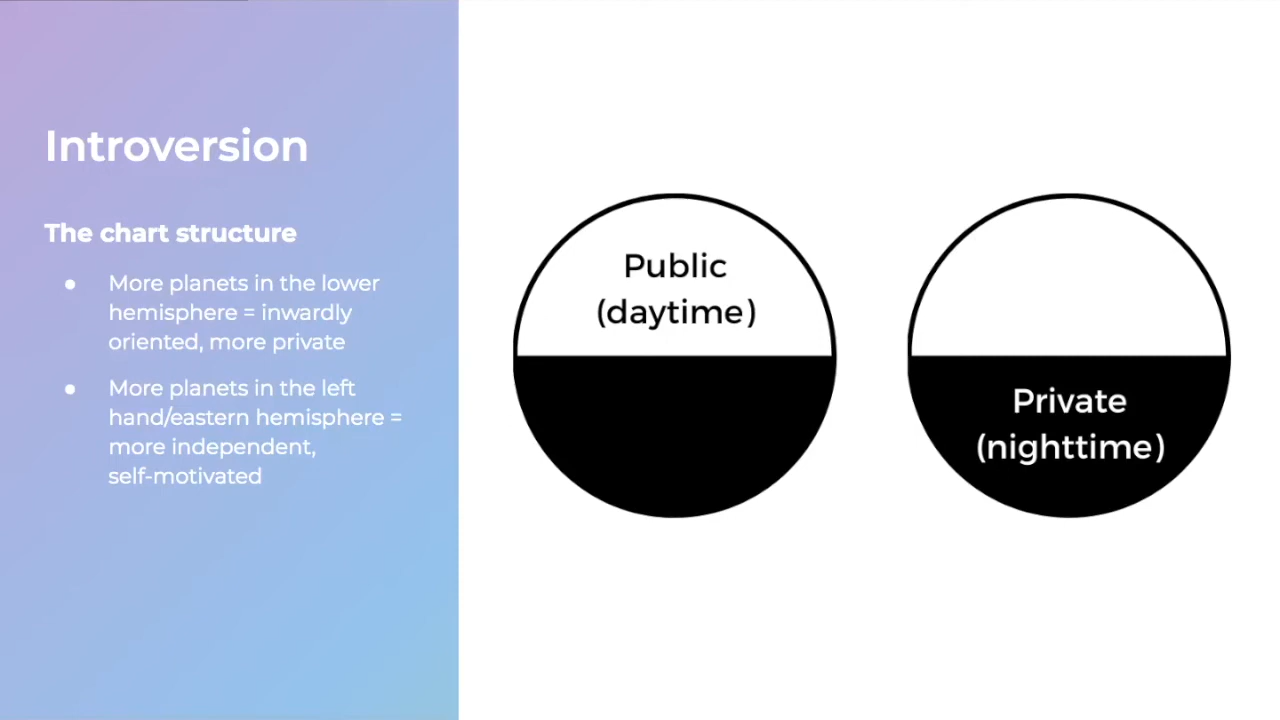 Introversion
The chart structure
● More planets in the lower
hemisphere = inwardly
oriented, more private
● More planets in the left
hand/eastern hemisphere =
more independent,
self-motivated
Public
(daytime)
Private
(nighttime)